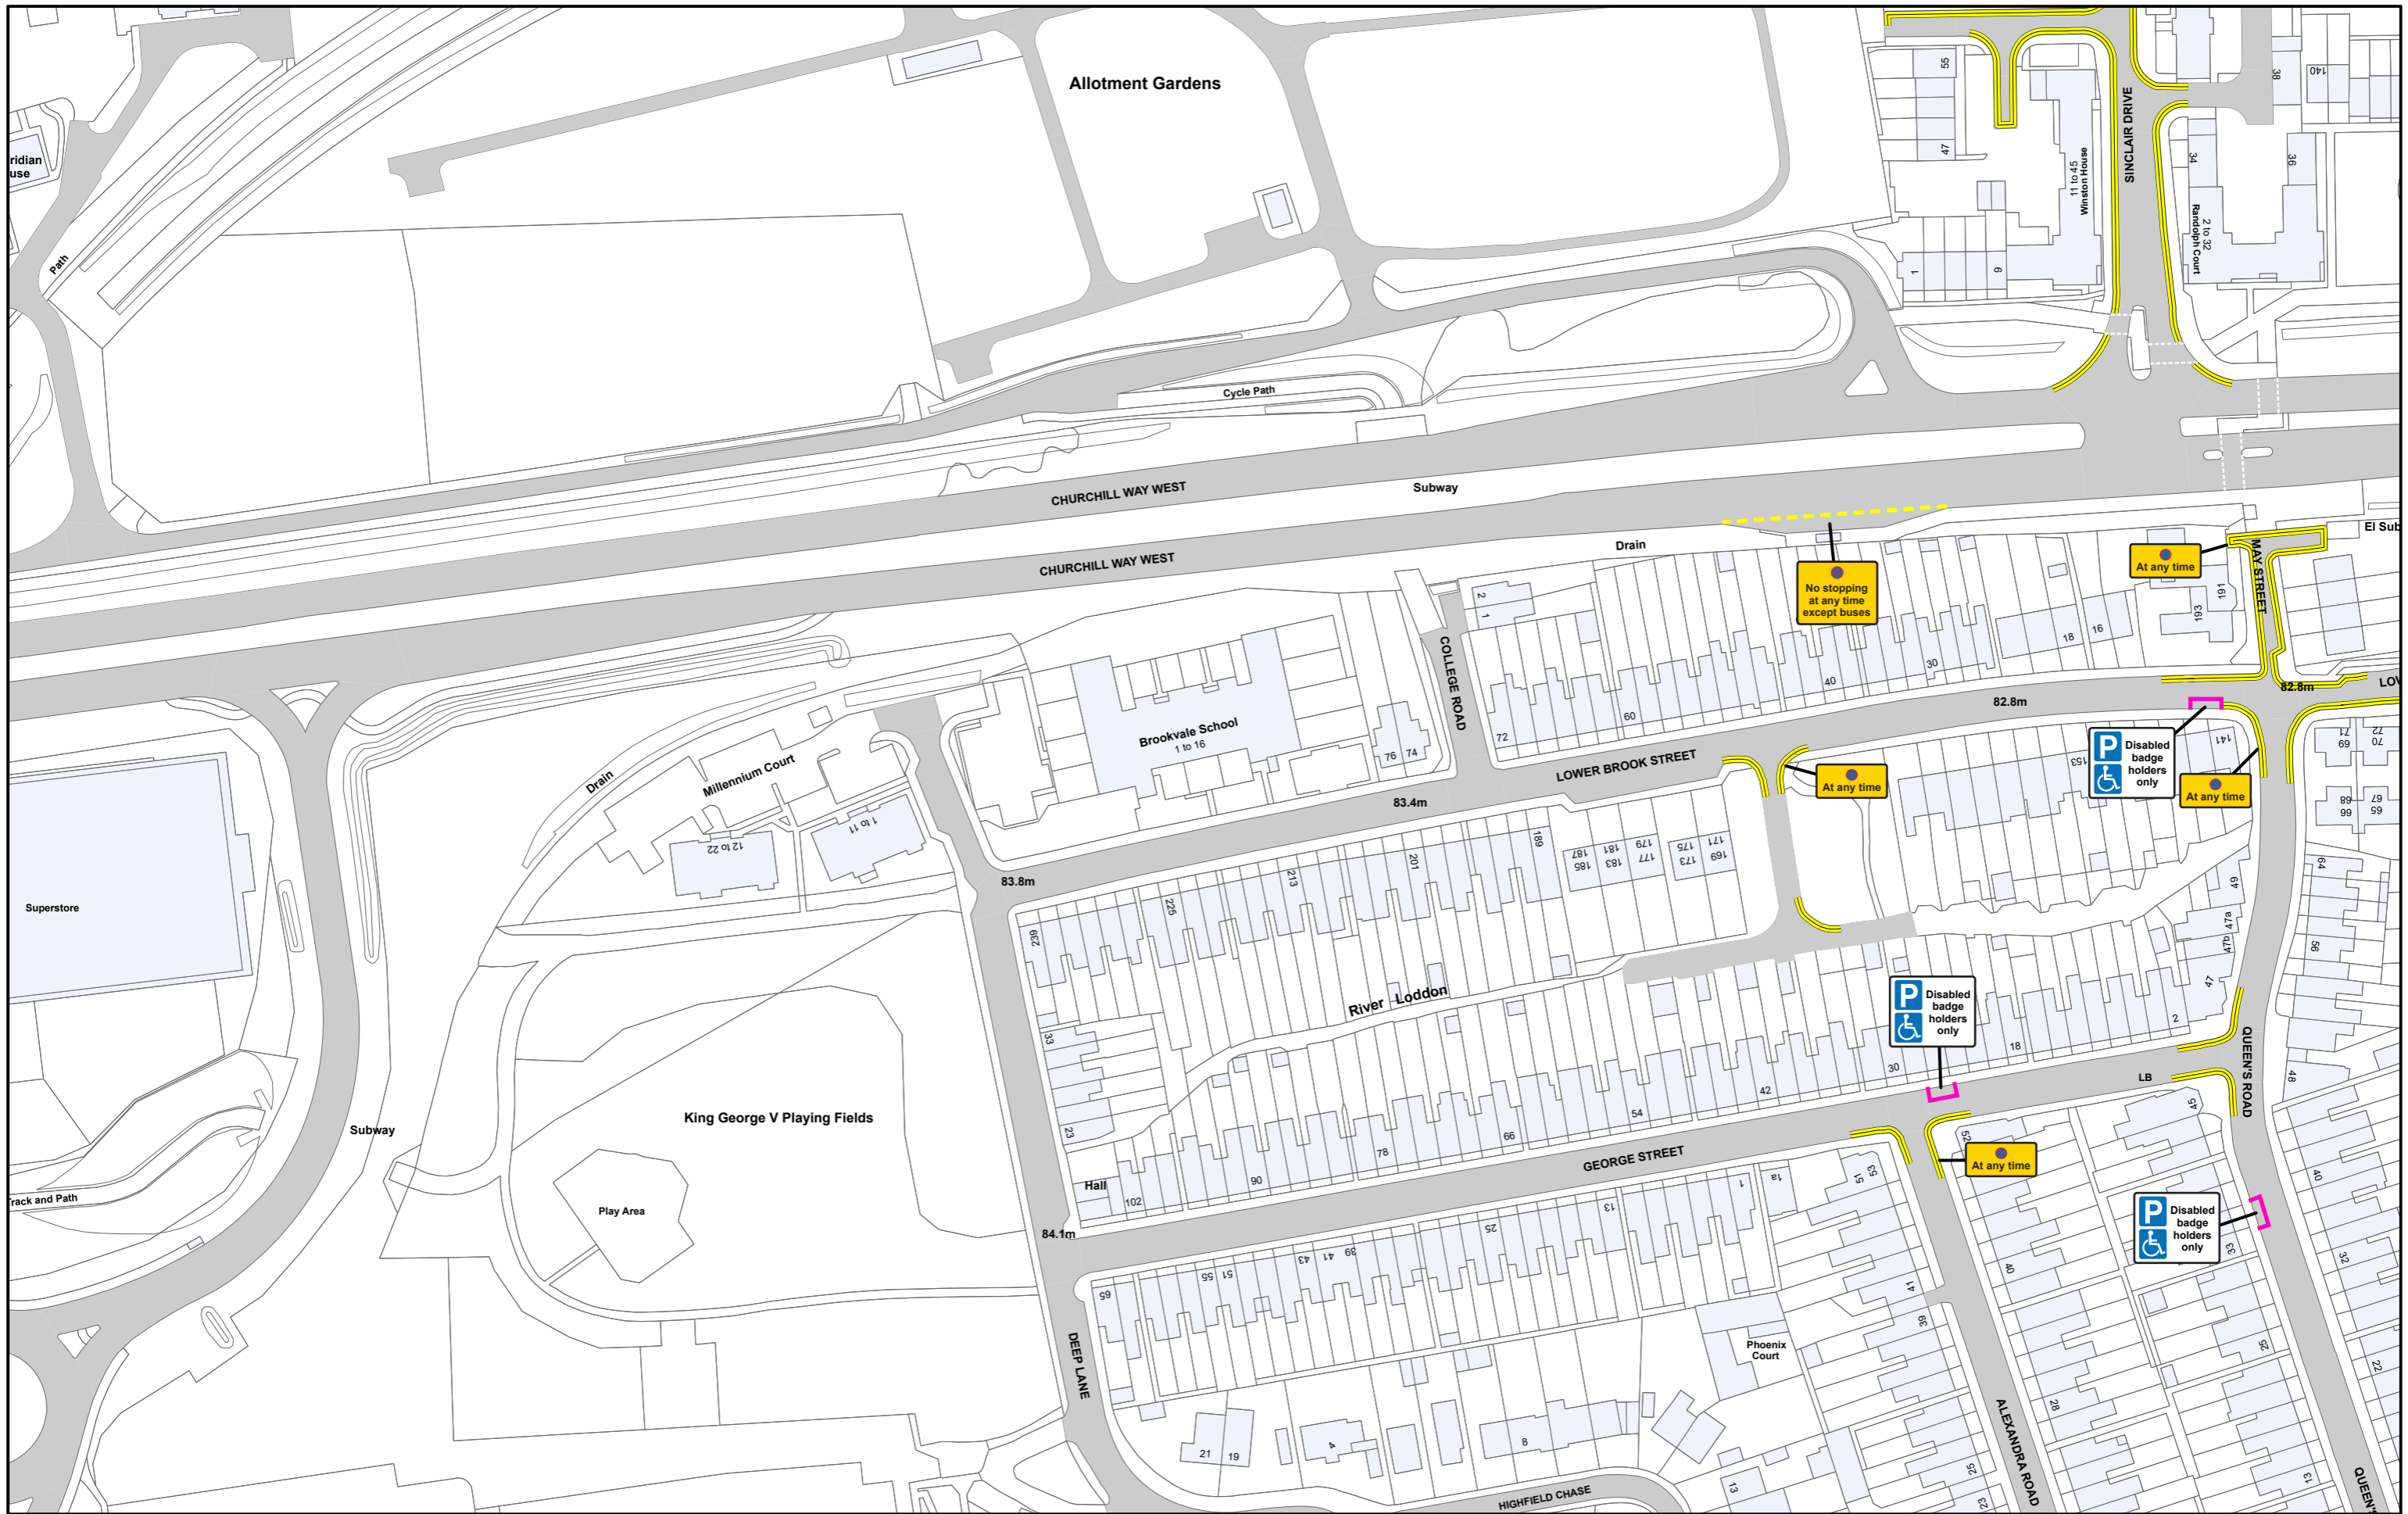 Allotment Gardens
55
47
SINCLAIR DRIVE
38
140
34
36
11 to 45
Winston House
2 to 32
Randolph Court
1
9
ridian
use
Path
Cycle Path
CHURCHILL WAY WEST
Subway
CHURCHILL WAY WEST
Drain
No stopping
at any time
except buses
At any time
MAY STREET
El Sub
191
193
2
1
COLLEGE ROAD
72
60
40
30
18
16
82.8m
82.8m
LOW
LOWER BROOK STREET
Brookvale School
1 to 16
76
74
83.4m
Drain
Millennium Court
12 to 22
1 to 11
83.8m
At any time
P
Disabled
badge
holders
only
At any time
153
141
71
69
72
70
68
66
67
65
64
56
49
47a
47b
47
Superstore
239
225
213
201
189
187
185
181
183
179
177
175
173
171
169
River Loddon
33
23
P
Disabled
badge
holders
only
Hall
102
90
78
66
54
42
30
18
2
LB
QUEEN'S ROAD
48
45
King George V Playing Fields
Play Area
Subway
Track and Path
84.1m
GEORGE STREET
65
55
51
43
41
39
25
13
1
1a
51
53
52
At any time
P
Disabled
badge
holders
only
40
33
32
41
39
40
25
22
28
DEEP LANE
Phoenix
Court
21
19
4
8
13
25
23
ALEXANDRA ROAD
13
QUEEN'S
HIGHFIELD CHASE